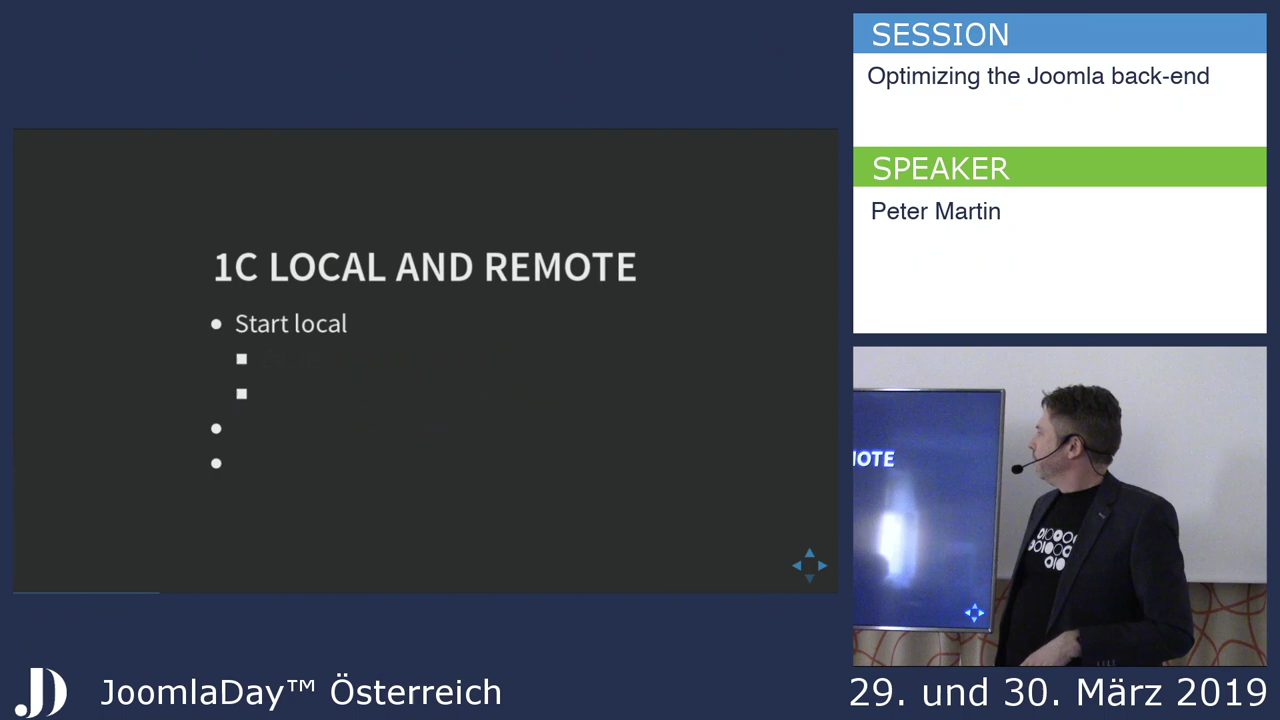 SESSION
Optimizing the Joomla back-end
SPEAKER
Peter Martin
1C LOCAL AND REMOTE
Start local
MOTE
JoomlaDay™ Österreich
29. und 30. März 2019